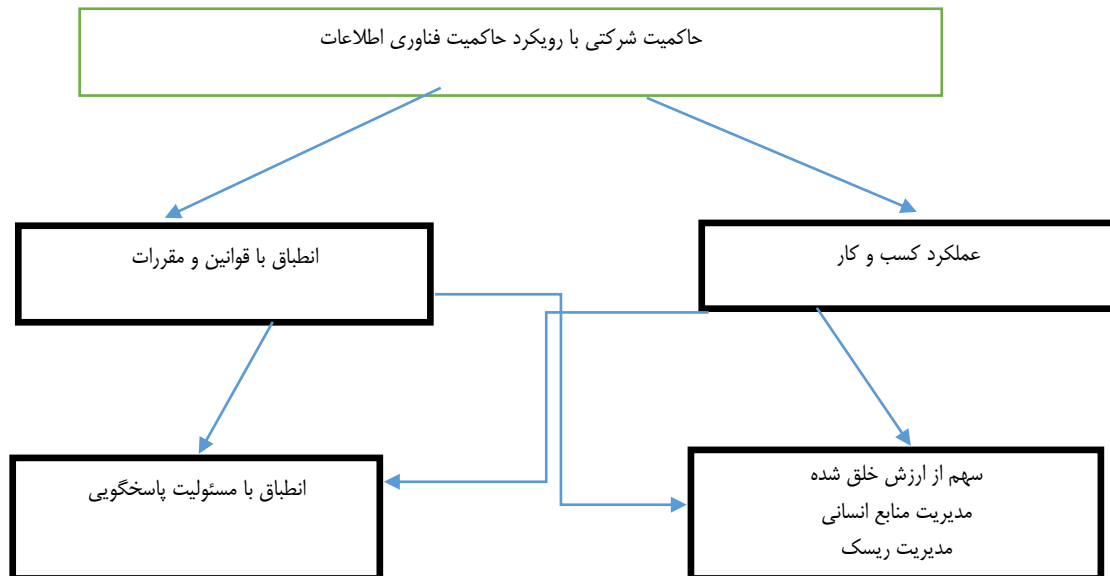 حاکمیت شرکتی با رویکرد حاکمیت فناوری اطلاعات
عملکرد کسب و کار
انطباق با قوانین و مقررات
سهم از ارزش خلق شده
مدیریت منابع انسانی
مدیریت ریسک
انطباق با مسئولیت پاسخگویی